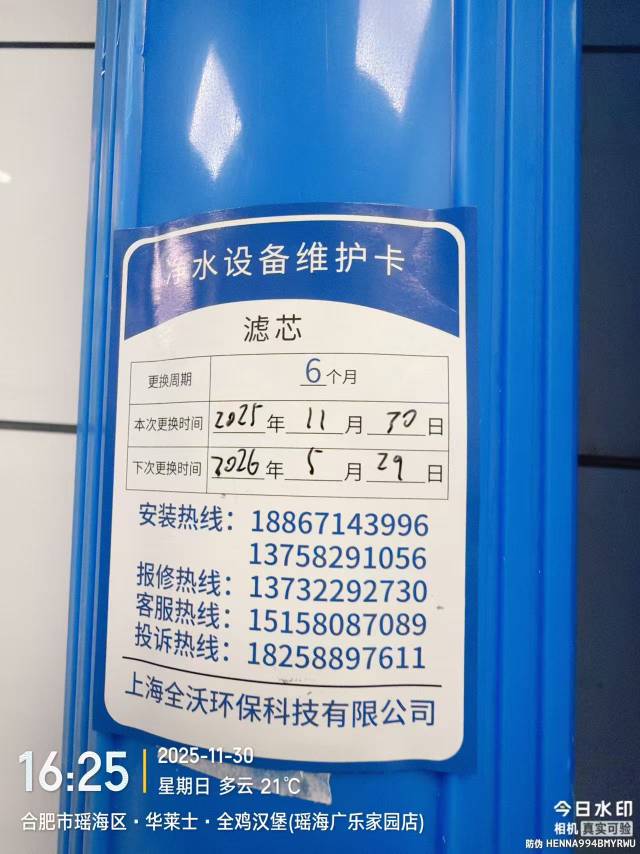 净水设备维护卡
滤芯
更换周期 6个月
本次更换时间 2025年 11月 30日
下次更换时间 2026年 5月 29日
安装热线：18867143996
13758291056
报修热线：13732292730
客服热线：15158087089
投诉热线：18258897611
上海全沃环保科技有限公司
16:25
2025-11-30
星期日 多云 21℃
合肥市瑶海区·华莱士·全鸡汉堡(瑶海广乐家园店)
今日水印
相机 真实可验
防伪 HENNA994BMYRWU